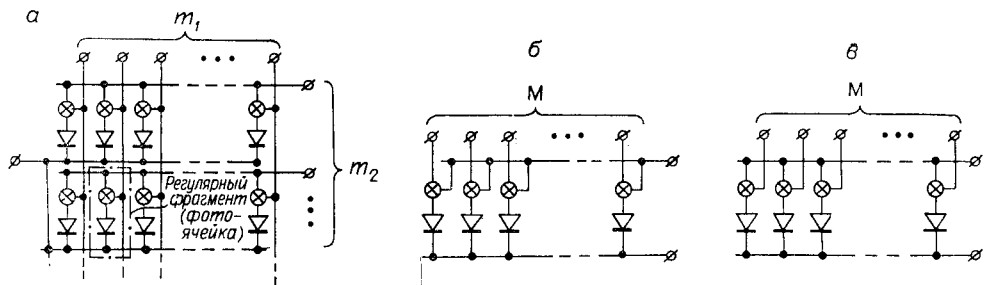 а
m₁
б
в
M
M
m₂
Регулярный
фрагмент
(фото-
ячейка)